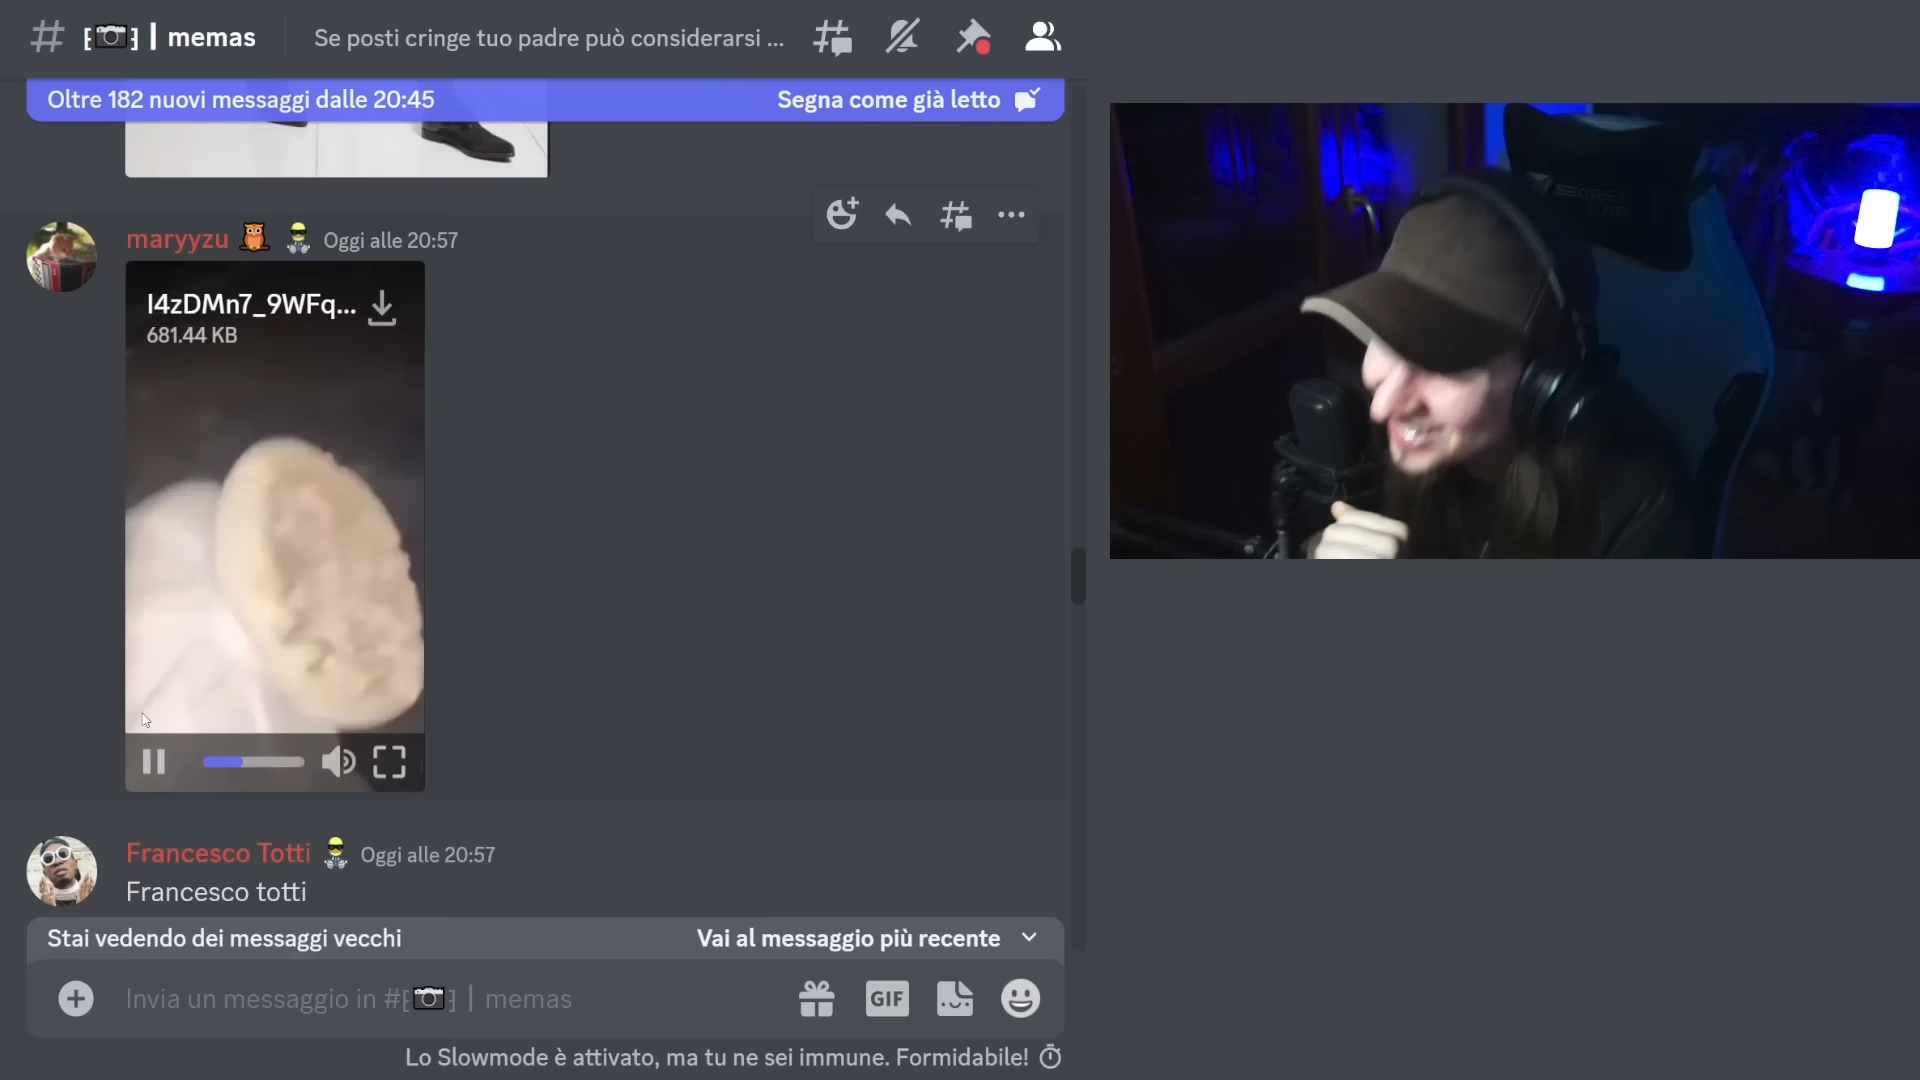 [📷] | memas
Se posti cringe tuo padre può considerarsi ...
Oltre 182 nuovi messaggi dalle 20:45
Segna come già letto
maryyzu Oggi alle 20:57
I4zDMn7_9WFq...
681.44 KB
SECRET
LAB
Francesco Totti Oggi alle 20:57
Francesco totti
Stai vedendo dei messaggi vecchi
Vai al messaggio più recente
Invia un messaggio in #[📷] | memas
GIF
Lo Slowmode è attivato, ma tu ne sei immune. Formidabile!